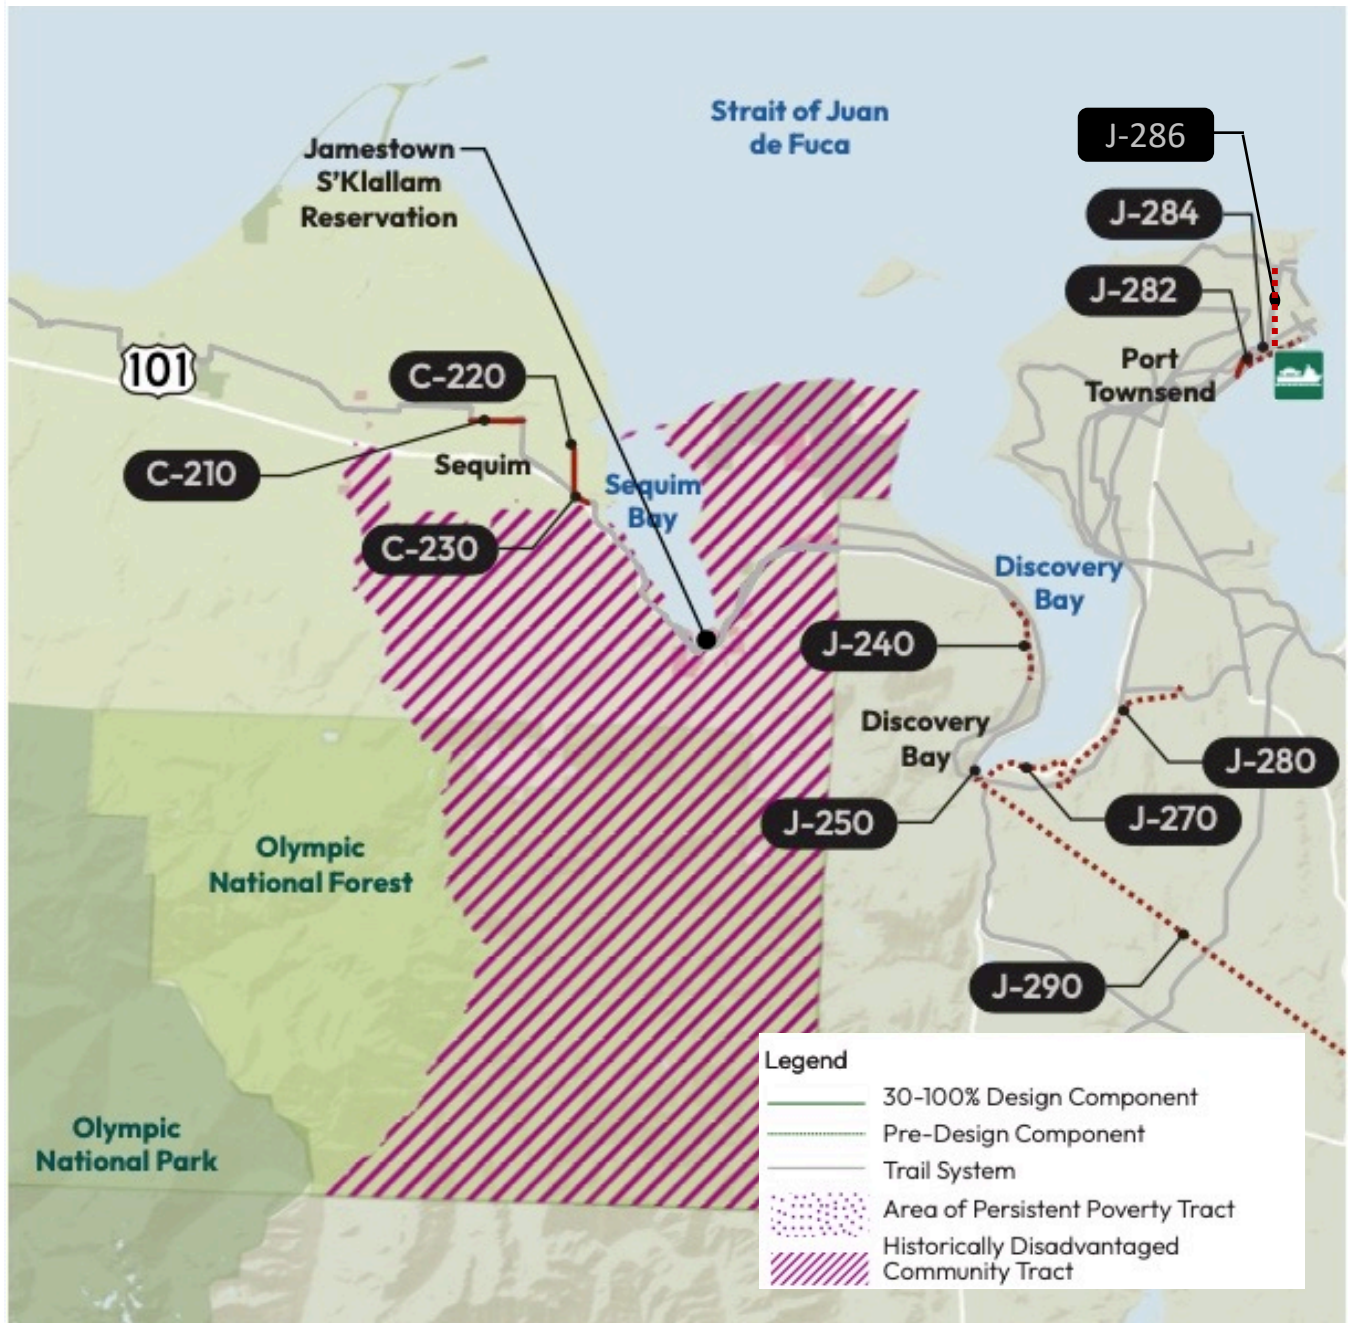 Strait of Juan
de Fuca
Jamestown
S'Klallam
Reservation
J-286
J-284
J-282
Port
Townsend
101
C-220
C-210
Sequim
Sequim
Bay
C-230
Discovery
Bay
J-240
Discovery
Bay
J-280
J-250
J-270
Olympic
National Forest
J-290
Olympic
National Park
Legend
30-100% Design Component
Pre-Design Component
Trail System
Area of Persistent Poverty Tract
Historically Disadvantaged
Community Tract